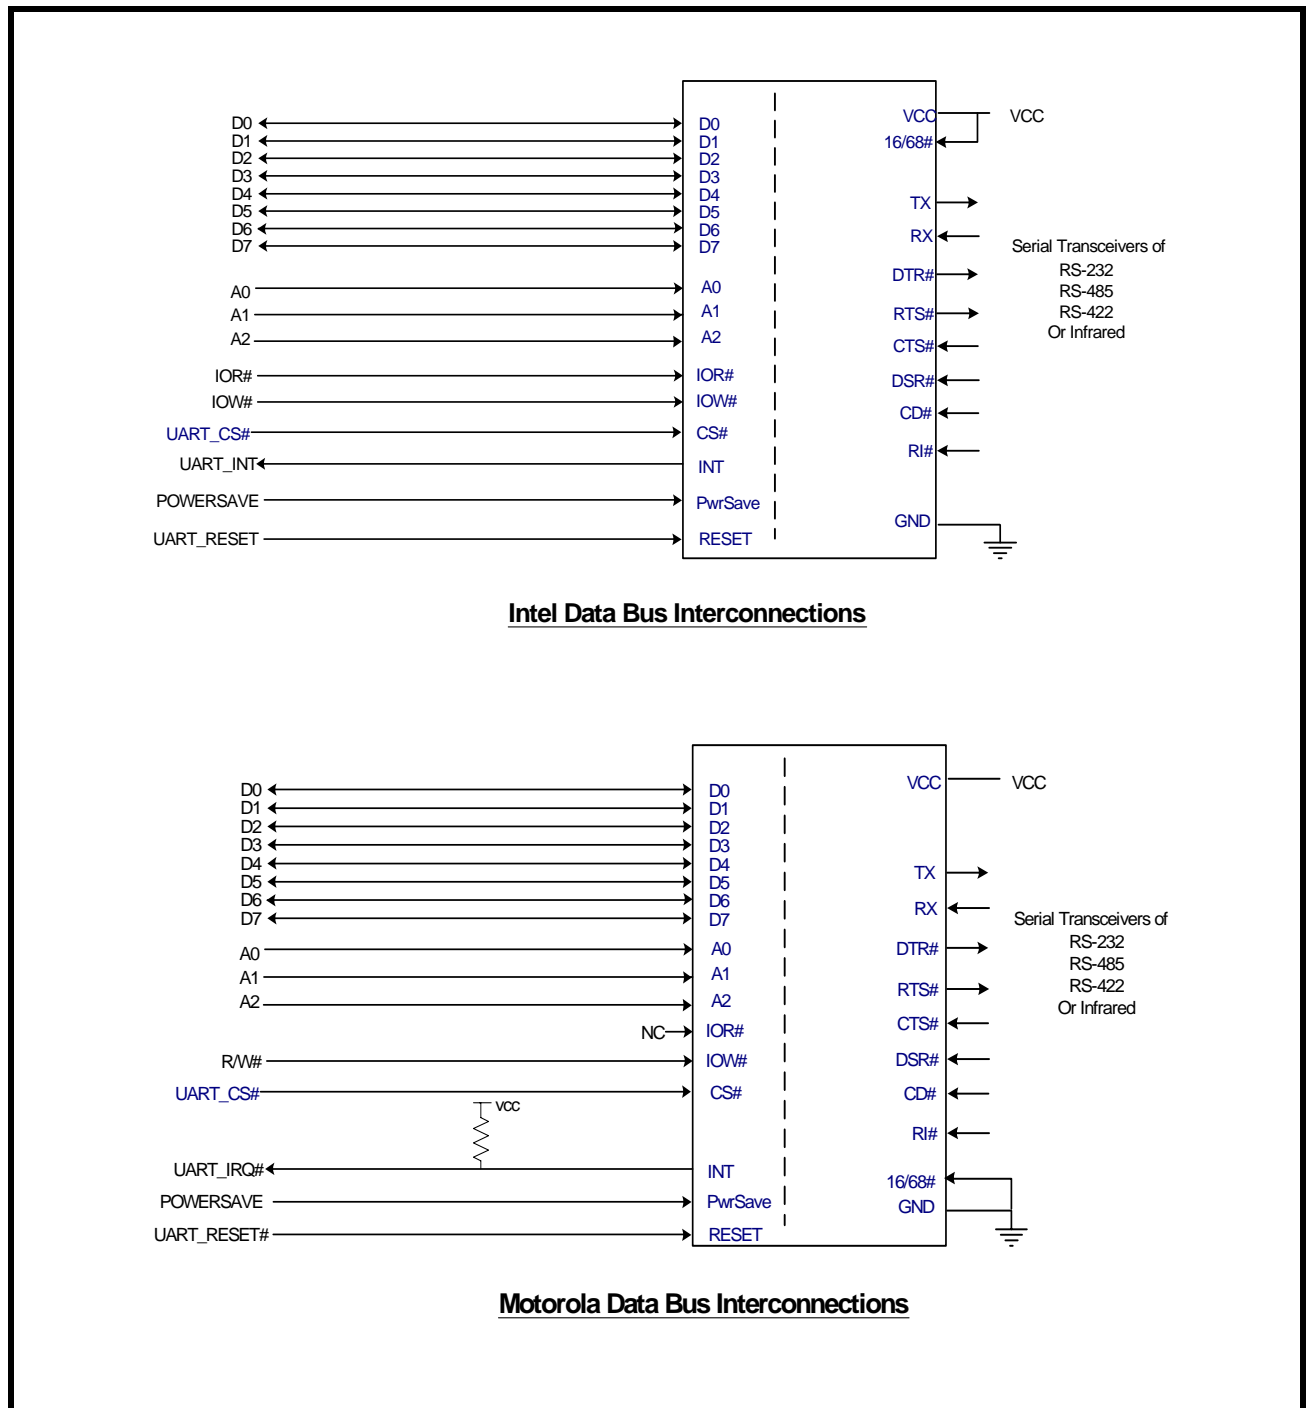 D0 D0 VCC VCC
D1 D1 16/68#
D2 D2
D3 D3
D4 D4
D5 D5 TX
D6 D6 RX
D7 D7 Serial Transceivers of
RS-232
RS-485
RS-422
Or Infrared
DTR#
A0 A0
A1 A1 RTS#
A2 A2 CTS#
IOR# IOR# DSR#
IOW# IOW# CD#
UART_CS# CS#
UART_INT INT RI#
POWERSAVE PwrSave
GND
UART_RESET RESET
Intel Data Bus Interconnections
D0 D0 VCC VCC
D1 D1
D2 D2
D3 D3
D4 D4 TX
D5 D5
D6 D6 RX
D7 D7 Serial Transceivers of
RS-232
RS-485
RS-422
Or Infrared
A0 A0 DTR#
A1 A1 RTS#
A2 A2 CTS#
NC IOR#
R/W# IOW# DSR#
UART_CS# CS# CD#
VCC
RI#
UART_IRQ# INT 16/68#
POWERSAVE PwrSave GND
UART_RESET# RESET
Motorola Data Bus Interconnections